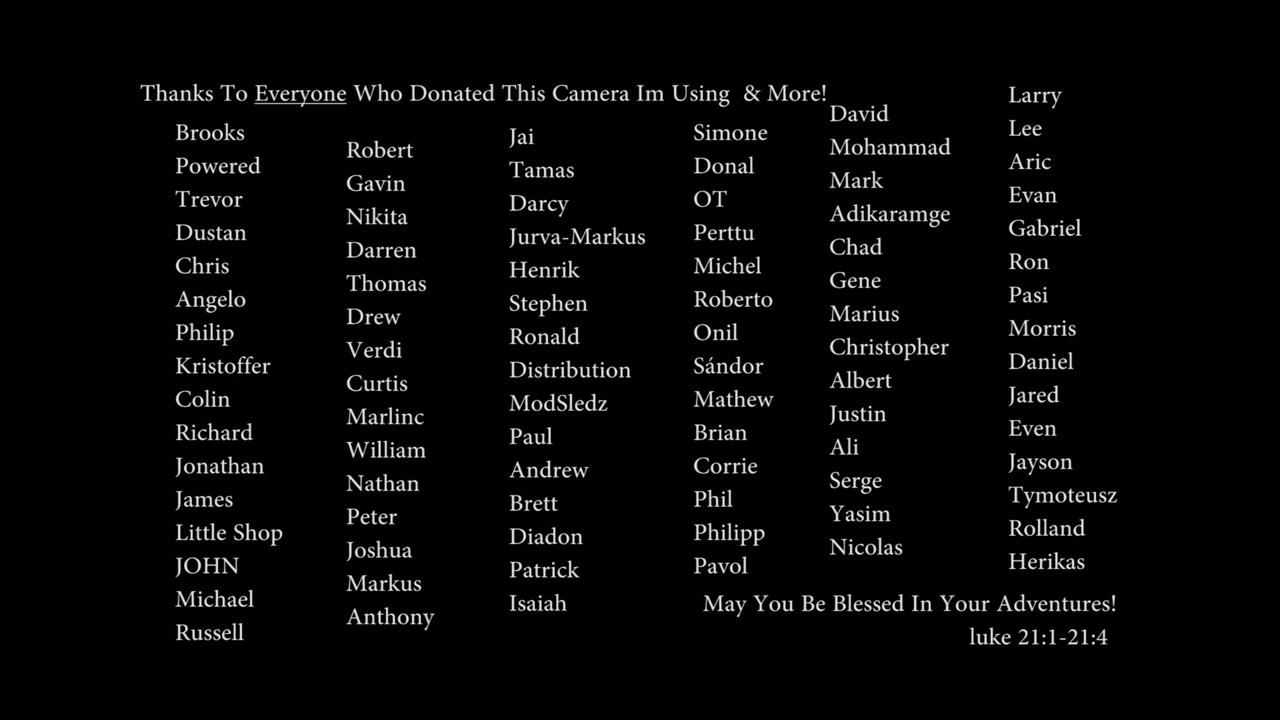 Thanks To Everyone Who Donated This Camera Im Using & More!
Brooks
Powered
Trevor
Dustan
Chris
Angelo
Philip
Kristoffer
Colin
Richard
Jonathan
James
Little Shop
JOHN
Michael
Russell
Robert
Gavin
Nikita
Darren
Thomas
Drew
Verdi
Curtis
Marlinc
William
Nathan
Peter
Joshua
Markus
Anthony
Jai
Tamas
Darcy
Jurva-Markus
Henrik
Stephen
Ronald
Distribution
ModSledz
Paul
Andrew
Brett
Diadon
Patrick
Isaiah
Simone
Donal
OT
Perttu
Michel
Roberto
Onil
Sándor
Mathew
Brian
Corrie
Phil
Philipp
Pavol
David
Mohammad
Mark
Adikaramge
Chad
Gene
Marius
Christopher
Albert
Justin
Ali
Serge
Yasim
Nicolas
Larry
Lee
Aric
Evan
Gabriel
Ron
Pasi
Morris
Daniel
Jared
Even
Jayson
Tymoteusz
Rolland
Herikas
May You Be Blessed In Your Adventures!
luke 21:1-21:4